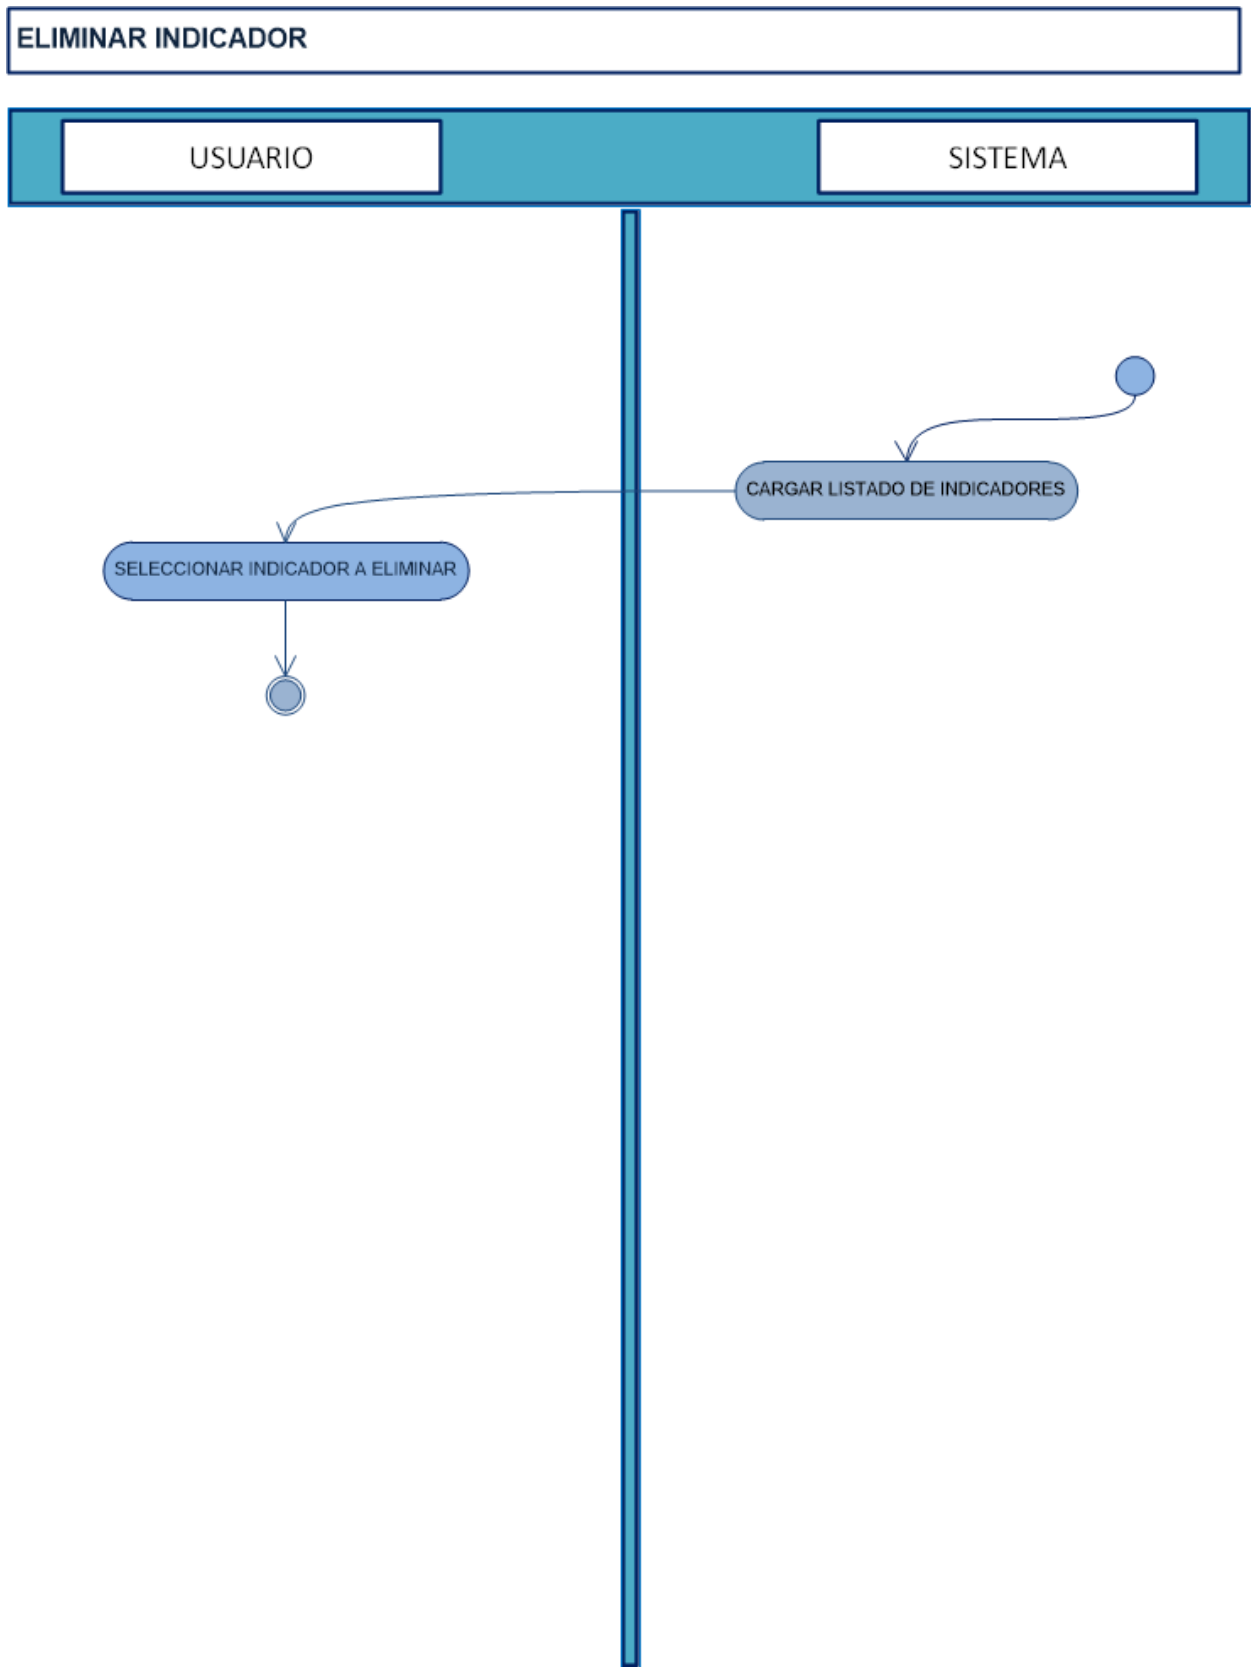 ELIMINAR INDICADOR
USUARIO
SISTEMA
CARGAR LISTADO DE INDICADORES
SELECCIONAR INDICADOR A ELIMINAR